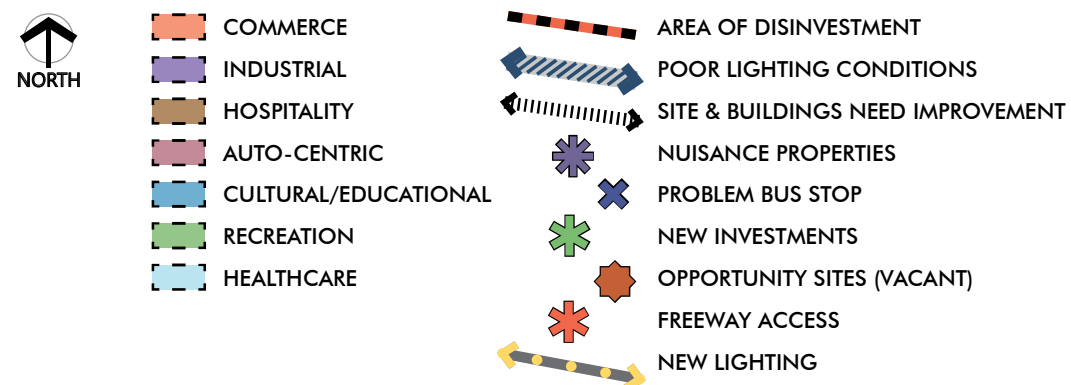 NORTH
COMMERCE
INDUSTRIAL
HOSPITALITY
AUTO-CENTRIC
CULTURAL/EDUCATIONAL
RECREATION
HEALTHCARE
AREA OF DISINVESTMENT
POOR LIGHTING CONDITIONS
SITE & BUILDINGS NEED IMPROVEMENT
NUISANCE PROPERTIES
PROBLEM BUS STOP
NEW INVESTMENTS
OPPORTUNITY SITES (VACANT)
FREEWAY ACCESS
NEW LIGHTING